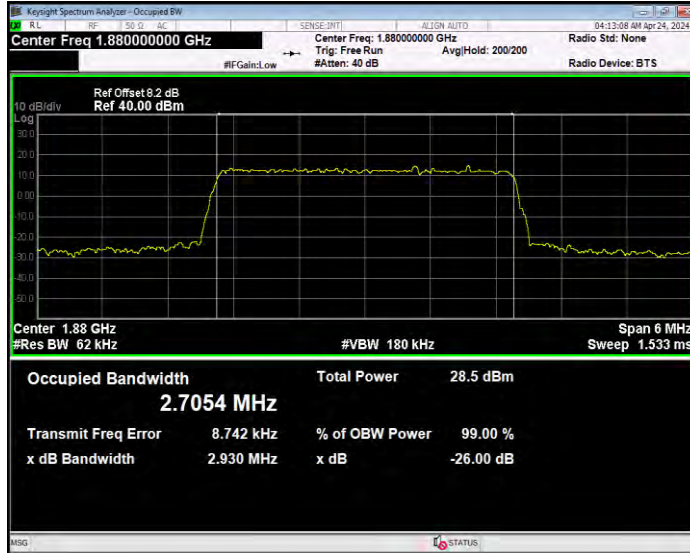 Keysight Spectrum Analyzer - Occupied BW
RL RF 50 Ω AC SENSE:INT ALIGN AUTO 04:13:08 AM Apr 24, 2024
Center Freq 1.880000000 GHz Center Freq: 1.880000000 GHz Radio Std: None
Trig: Free Run Avg|Hold: 200/200
#IFGain:Low #Atten: 40 dB Radio Device: BTS
Ref Offset 8.2 dB
10 dB/div Ref 40.00 dBm
Log
30.0
20.0
10.0
0.00
-10.0
-20.0
-30.0
-40.0
-50.0
Center 1.88 GHz Span 6 MHz
#Res BW 62 kHz #VBW 180 kHz Sweep 1.533 ms
Occupied Bandwidth Total Power 28.5 dBm
2.7054 MHz
Transmit Freq Error 8.742 kHz % of OBW Power 99.00 %
x dB Bandwidth 2.930 MHz x dB -26.00 dB
MSG STATUS